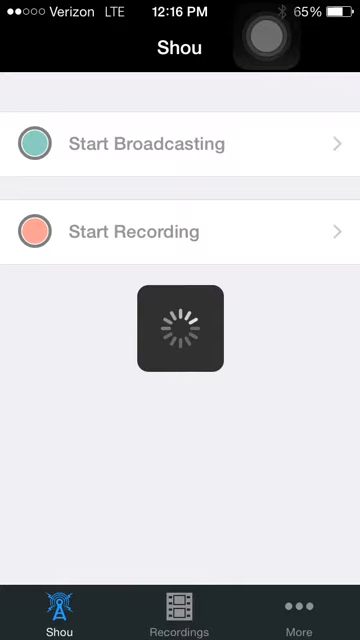 Verizon LTE 12:16 PM 65%
Shou
Start Broadcasting
Start Recording
Shou Recordings More